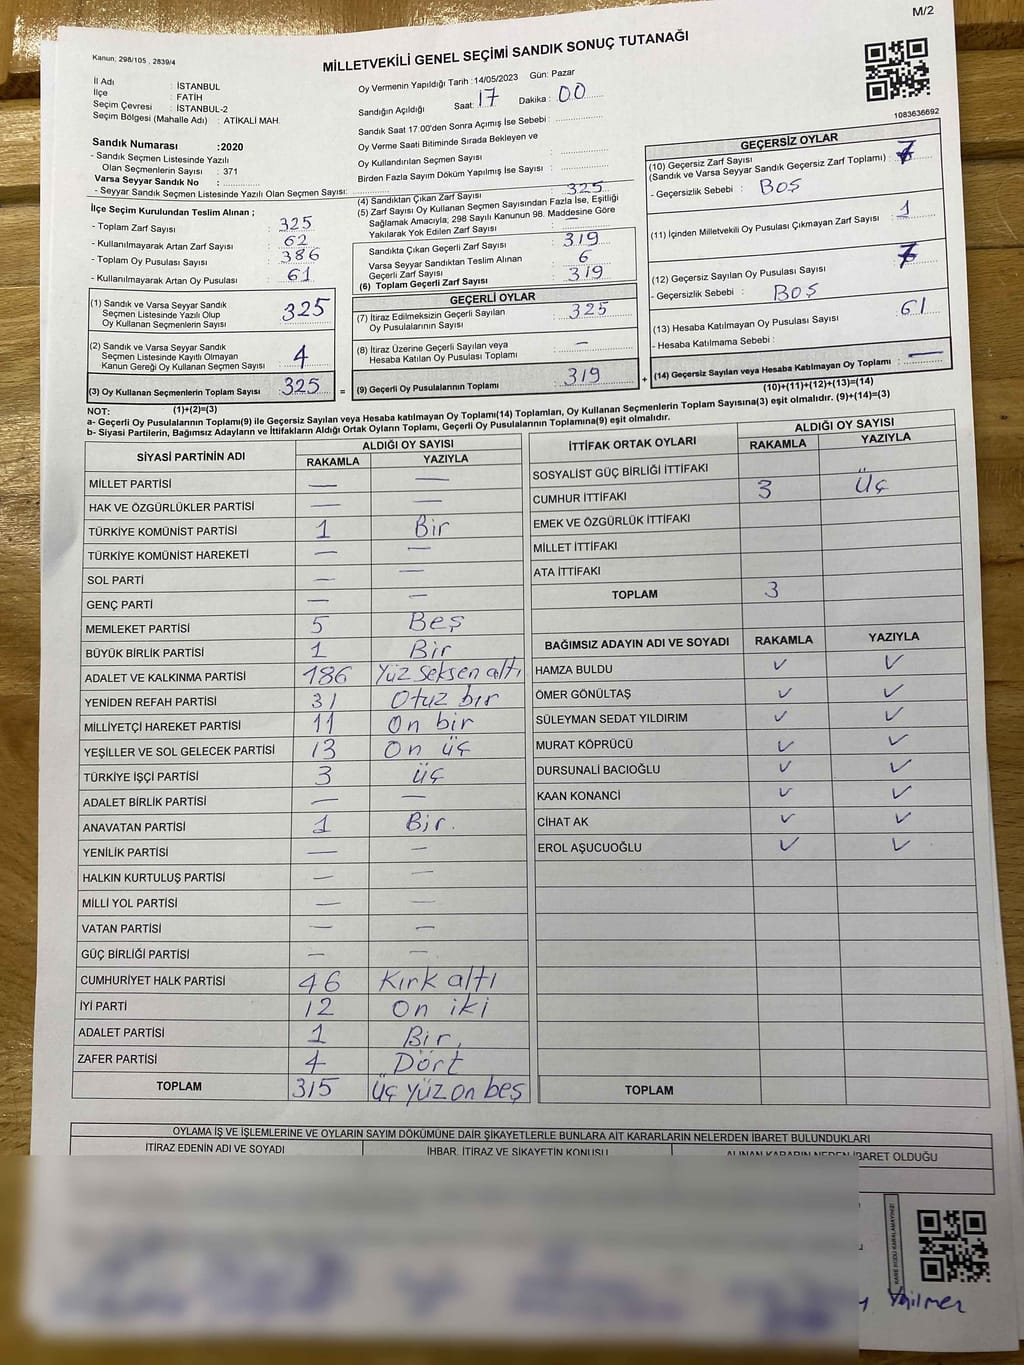 M/2
Kanun, 298/105 , 2839/4
MİLLETVEKİLİ GENEL SEÇİMİ SANDIK SONUÇ TUTANAĞI
İl Adı : İSTANBUL
İlçe : FATİH
Seçim Çevresi : İSTANBUL-2
Seçim Bölgesi (Mahalle Adı) : ATİKALİ MAH.
Sandık Numarası :2020
- Sandık Seçmen Listesinde Yazılı
Olan Seçmenlerin Sayısı : 371
Varsa Seyyar Sandık No :
- Seyyar Sandık Seçmen Listesinde Yazılı Olan Seçmen Sayısı:
İlçe Seçim Kurulundan Teslim Alınan ;
- Toplam Zarf Sayısı : 325
- Kullanılmayarak Artan Zarf Sayısı : 62
- Toplam Oy Pusulası Sayısı : 386
- Kullanılmayarak Artan Oy Pusulası : 61
(1) Sandık ve Varsa Seyyar Sandık
Seçmen Listesinde Yazılı Olup
Oy Kullanan Seçmenlerin Sayısı : 325
(2) Sandık ve Varsa Seyyar Sandık
Seçmen Listesinde Kayıtlı Olmayan
Kanun Gereği Oy Kullanan Seçmen Sayısı : 4
(3) Oy Kullanan Seçmenlerin Toplam Sayısı : 325 =
Oy Vermenin Yapıldığı Tarih :14/05/2023 Gün: Pazar
Sandığın Açıldığı Saat: 17 Dakika : 00
Sandık Saat 17:00'den Sonra Açımış İse Sebebi :
Oy Verme Saati Bitiminde Sırada Bekleyen ve
Oy Kullandırılan Seçmen Sayısı :
Birden Fazla Sayım Döküm Yapılmış İse Sayısı :
(4) Sandıktan Çıkan Zarf Sayısı : 325
(5) Zarf Sayısı Oy Kullanan Seçmen Sayısından Fazla İse, Eşitliği
Sağlamak Amacıyla; 298 Sayılı Kanunun 98. Maddesine Göre
Yakılarak Yok Edilen Zarf Sayısı : —
Sandıkta Çıkan Geçerli Zarf Sayısı : 319
Varsa Seyyar Sandıktan Teslim Alınan
Geçerli Zarf Sayısı : 6
(6) Toplam Geçerli Zarf Sayısı : 319
GEÇERLİ OYLAR
(7) İtiraz Edilmeksizin Geçerli Sayılan
Oy Pusulalarının Sayısı : 325
(8) İtiraz Üzerine Geçerli Sayılan veya
Hesaba Katılan Oy Pusulası Toplamı : —
(9) Geçerli Oy Pusulalarının Toplamı : 319 +
1083636692
GEÇERSİZ OYLAR
(10) Geçersiz Zarf Sayısı
(Sandık ve Varsa Seyyar Sandık Geçersiz Zarf Toplamı) :
- Geçersizlik Sebebi : BOŞ
(11) İçinden Milletvekili Oy Pusulası Çıkmayan Zarf Sayısı : 1
(12) Geçersiz Sayılan Oy Pusulası Sayısı :
- Geçersizlik Sebebi : BOŞ
(13) Hesaba Katılmayan Oy Pusulası Sayısı : 61
- Hesaba Katılmama Sebebi :
(14) Geçersiz Sayılan veya Hesaba Katılmayan Oy Toplamı : —
(10)+(11)+(12)+(13)=(14)
NOT: (1)+(2)=(3)
a- Geçerli Oy Pusulalarının Toplamı(9) ile Geçersiz Sayılan veya Hesaba katılmayan Oy Toplamı(14) Toplamları, Oy Kullanan Seçmenlerin Toplam Sayısına(3) eşit olmalıdır. (9)+(14)=(3)
b- Siyasi Partilerin, Bağımsız Adayların ve İttifakların Aldığı Ortak Oyların Toplamı, Geçerli Oy Pusulalarının Toplamına(9) eşit olmalıdır.
SİYASİ PARTİNİN ADI ALDIĞI OY SAYISI
RAKAMLA YAZIYLA
MİLLET PARTİSİ — —
HAK VE ÖZGÜRLÜKLER PARTİSİ — —
TÜRKİYE KOMÜNİST PARTİSİ 1 Bir
TÜRKİYE KOMÜNİST HAREKETİ — —
SOL PARTİ — —
GENÇ PARTİ — —
MEMLEKET PARTİSİ 5 Beş
BÜYÜK BİRLİK PARTİSİ 1 Bir
ADALET VE KALKINMA PARTİSİ 186 Yüz seksen altı
YENİDEN REFAH PARTİSİ 31 Otuz bir
MİLLİYETÇİ HAREKET PARTİSİ 11 On bir
YEŞİLLER VE SOL GELECEK PARTİSİ 13 On üç
TÜRKİYE İŞÇİ PARTİSİ 3 üç
ADALET BİRLİK PARTİSİ — —
ANAVATAN PARTİSİ 1 Bir.
YENİLİK PARTİSİ — —
HALKIN KURTULUŞ PARTİSİ — —
MİLLİ YOL PARTİSİ — —
VATAN PARTİSİ — —
GÜÇ BİRLİĞİ PARTİSİ — —
CUMHURİYET HALK PARTİSİ 46 Kırk altı
İYİ PARTİ 12 On iki
ADALET PARTİSİ 1 Bir,
ZAFER PARTİSİ 4 Dört
TOPLAM 315 üç yüz on beş
İTTİFAK ORTAK OYLARI ALDIĞI OY SAYISI
RAKAMLA YAZIYLA
SOSYALİST GÜÇ BİRLİĞİ İTTİFAKI
CUMHUR İTTİFAKI 3 Üç
EMEK VE ÖZGÜRLÜK İTTİFAKI
MİLLET İTTİFAKI
ATA İTTİFAKI
TOPLAM 3
BAĞIMSIZ ADAYIN ADI VE SOYADI RAKAMLA YAZIYLA
HAMZA BULDU ✓ ✓
ÖMER GÖNÜLTAŞ ✓ ✓
SÜLEYMAN SEDAT YILDIRIM ✓ ✓
MURAT KÖPRÜCÜ ✓ ✓
DURSUNALİ BACIOĞLU ✓ ✓
KAAN KONANCİ ✓ ✓
CİHAT AK ✓ ✓
EROL AŞUCUOĞLU ✓ ✓
TOPLAM
OYLAMA İŞ VE İŞLEMLERİNE VE OYLARIN SAYIM DÖKÜMÜNE DAİR ŞİKAYETLERLE BUNLARA AİT KARARLARIN NELERDEN İBARET BULUNDUKLARI
İTİRAZ EDENİN ADI VE SOYADI İHBAR, İTİRAZ VE ŞİKAYETİN KONUSU ALINAN KARARIN NEDEN İBARET OLDUĞU